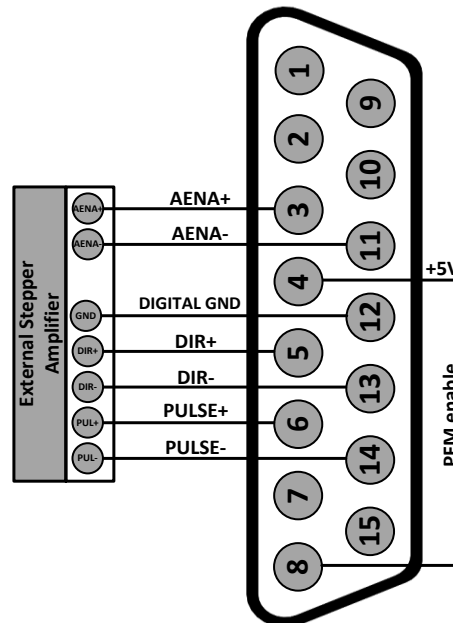 External Stepper
Amplifier
AENA+
AENA-
GND
DIR+
DIR-
PUL+
PUL-
AENA+
AENA-
DIGITAL GND
DIR+
DIR-
PULSE+
PULSE-
1
2
3
4
5
6
7
8
9
10
11
12
13
14
15
+5V
enable